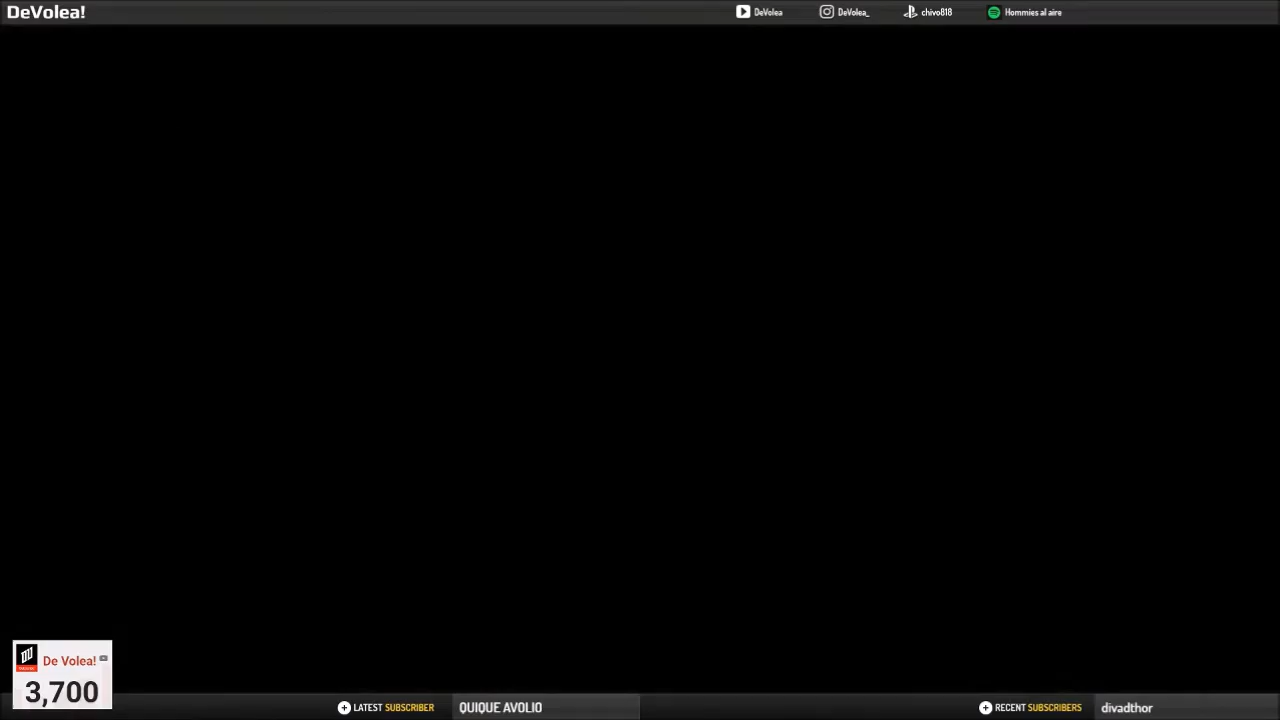 DeVolea!
DeVolea
DeVolea_
chivo818
Hommies al aire
De Volea!
3,700
LATEST SUBSCRIBER
QUIQUE AVOLIO
RECENT SUBSCRIBERS
divadthor